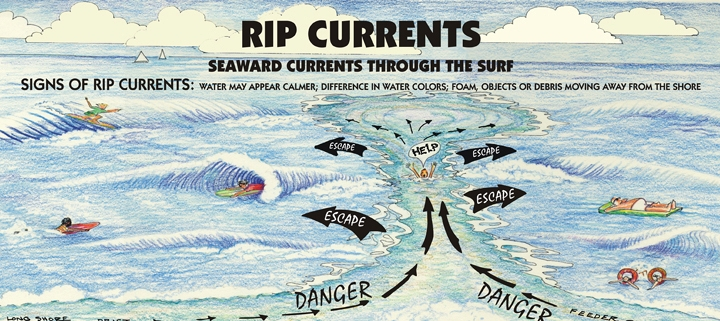 RIP CURRENTS
SEAWARD CURRENTS THROUGH THE SURF
SIGNS OF RIP CURRENTS: WATER MAY APPEAR CALMER; DIFFERENCE IN WATER COLORS; FOAM, OBJECTS OR DEBRIS MOVING AWAY FROM THE SHORE
ESCAPE
HELP
ESCAPE
ESCAPE
ESCAPE
DANGER
DANGER
FEEDER
LONG SHORE DRIFT